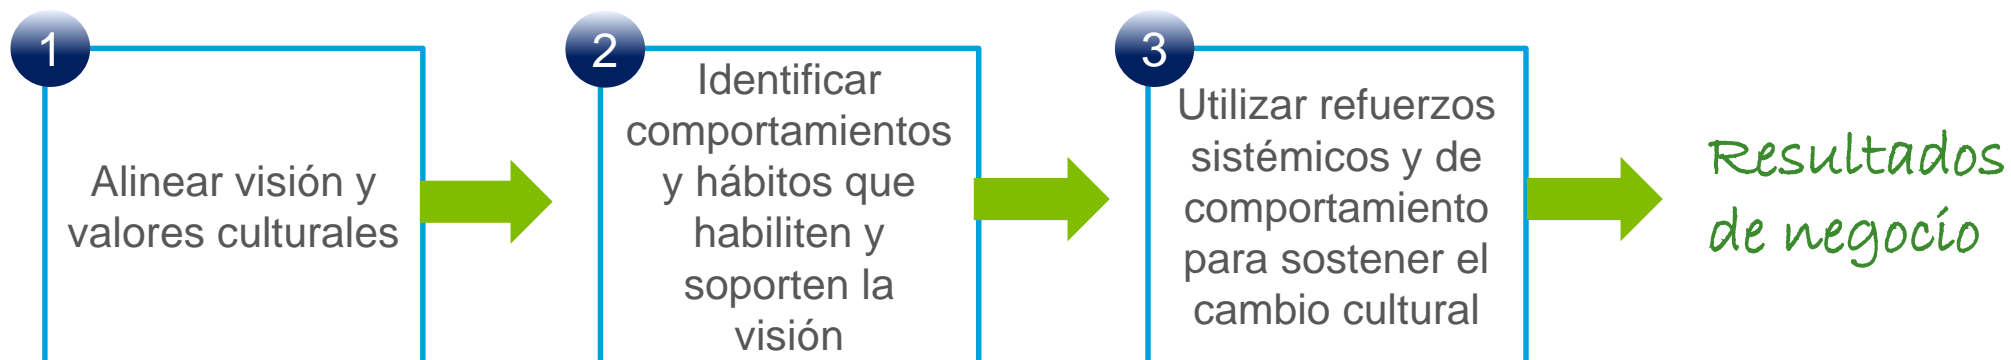 1
Alinear visión y
valores culturales
2
Identificar
comportamientos
y hábitos que
habiliten y
soporten la
visión
3
Utilizar refuerzos
sistémicos y de
comportamiento
para sostener el
cambio cultural
Resultados
de negocio